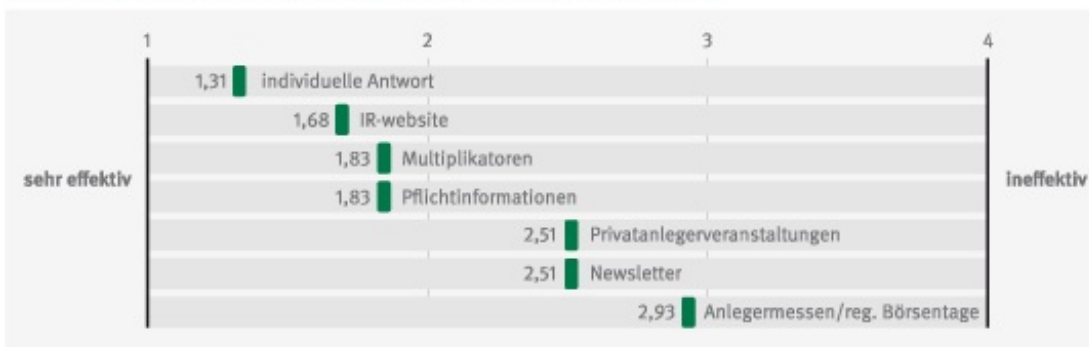 1 2 3 4
1,31 individuelle Antwort
1,68 IR-website
1,83 Multiplikatoren
sehr effektiv
ineffektiv
1,83 Pflichtinformationen
2,51 Privatanlegerveranstaltungen
2,51 Newsletter
2,93 Anlegermessen/reg. Börsentage